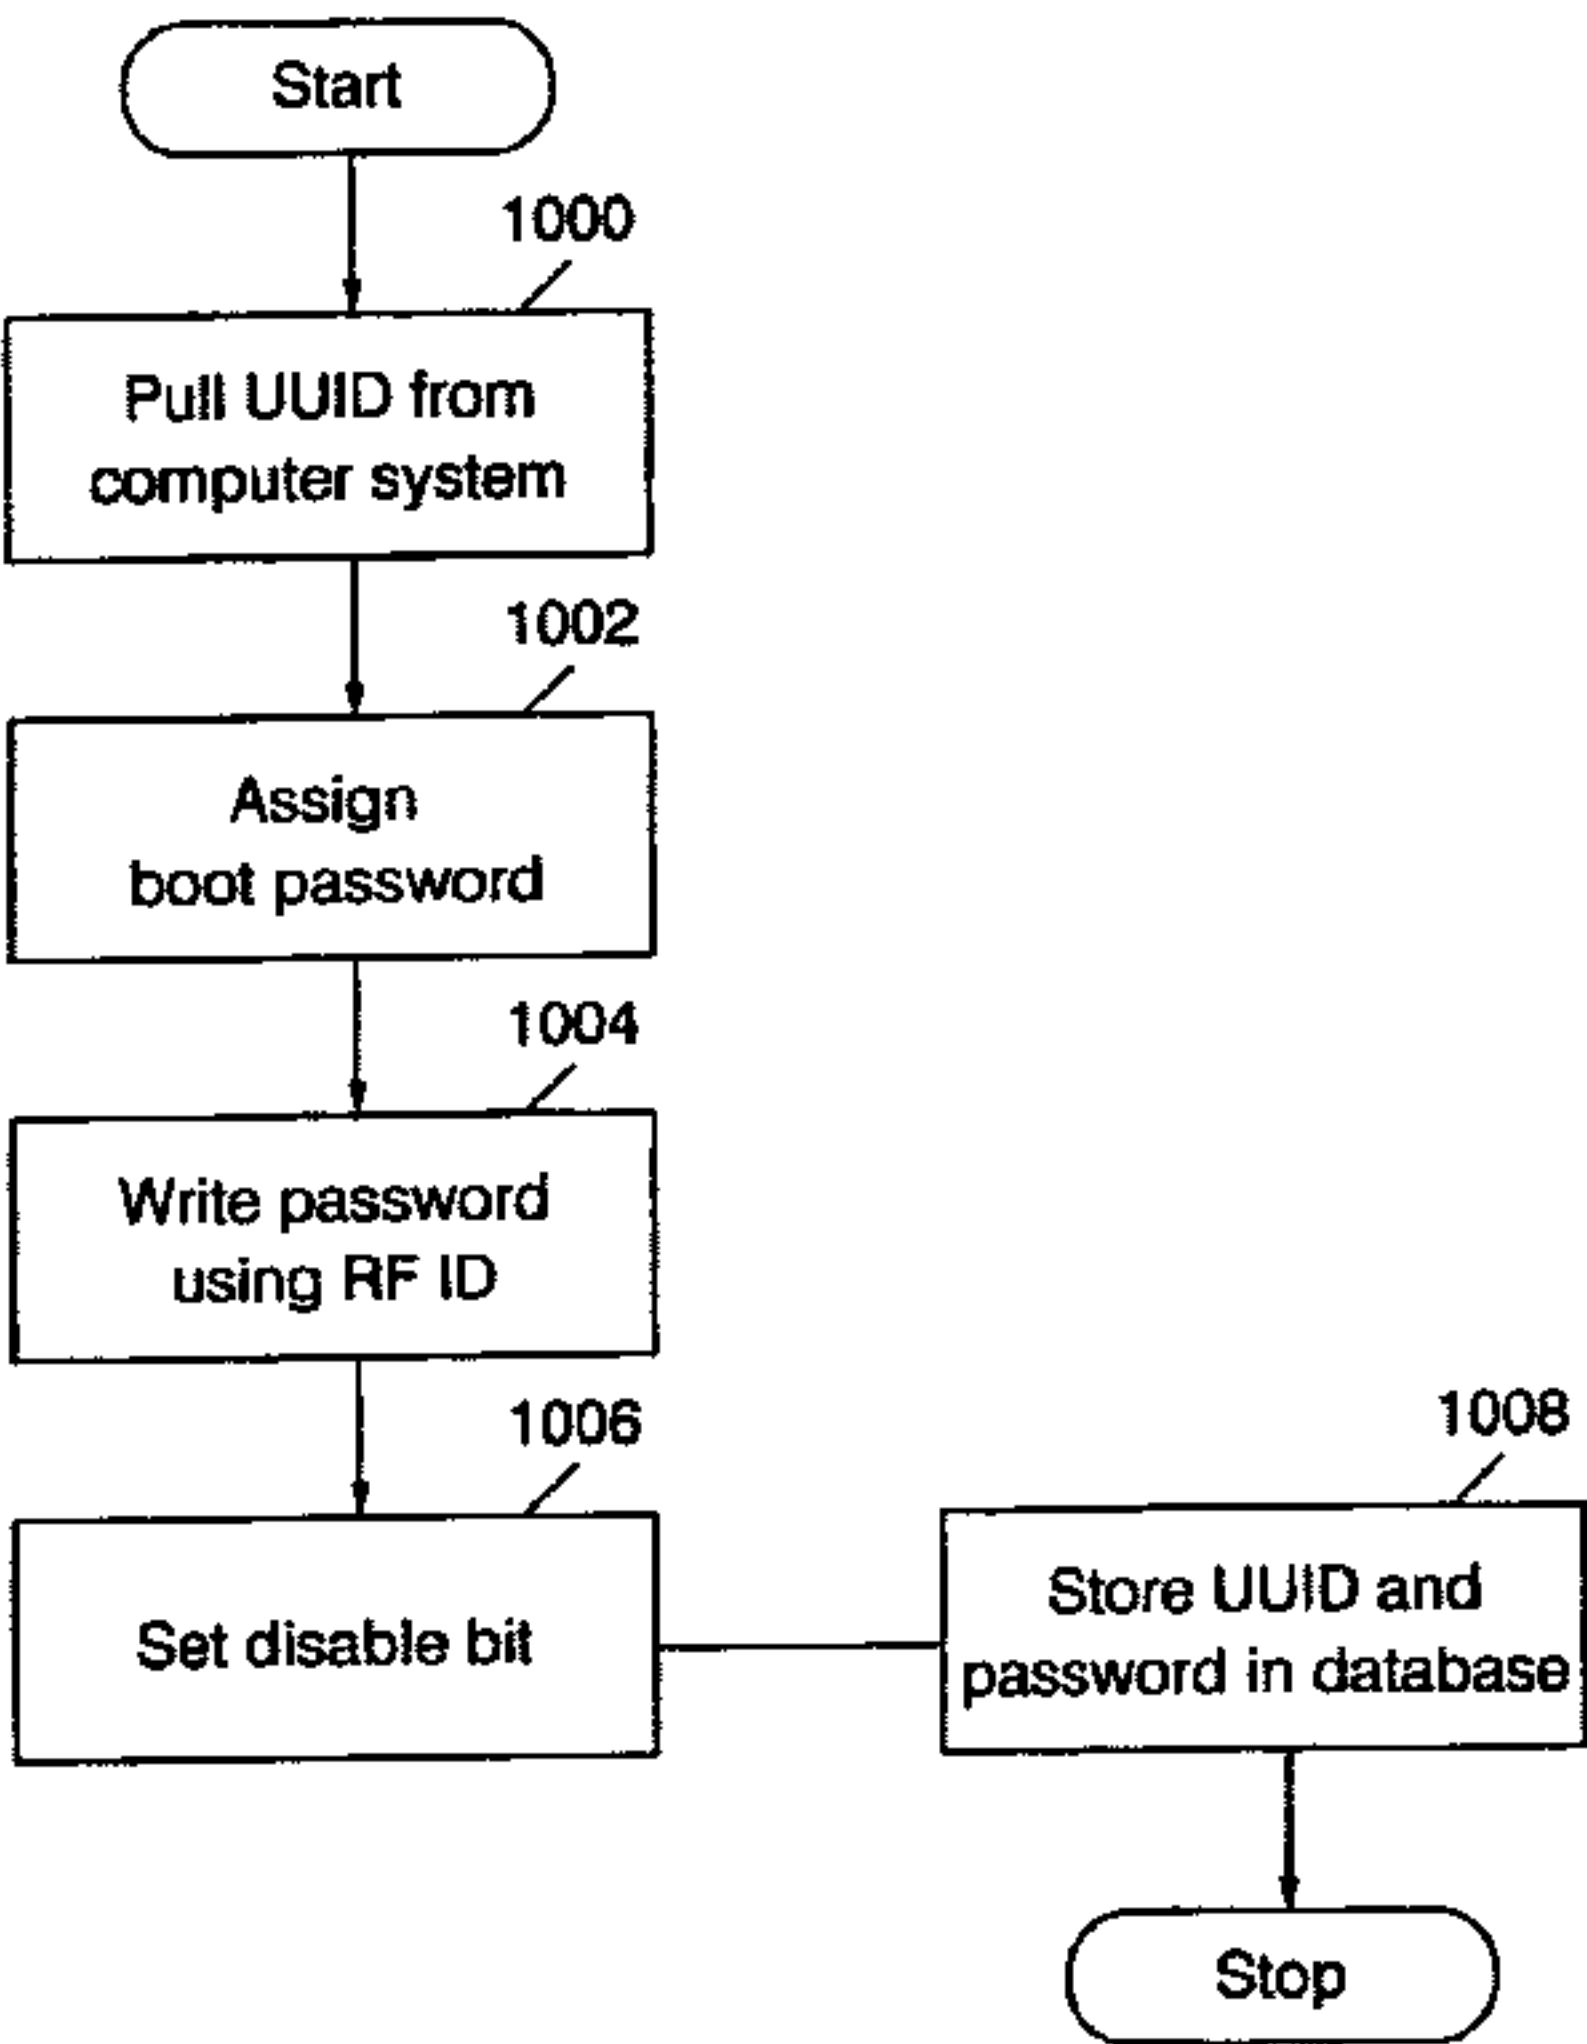 Start
1000
Pull UUID from
computer system
1002
Assign
boot password
1004
Write password
using RF ID
1006
Set disable bit
1008
Store UUID and
password in database
Stop